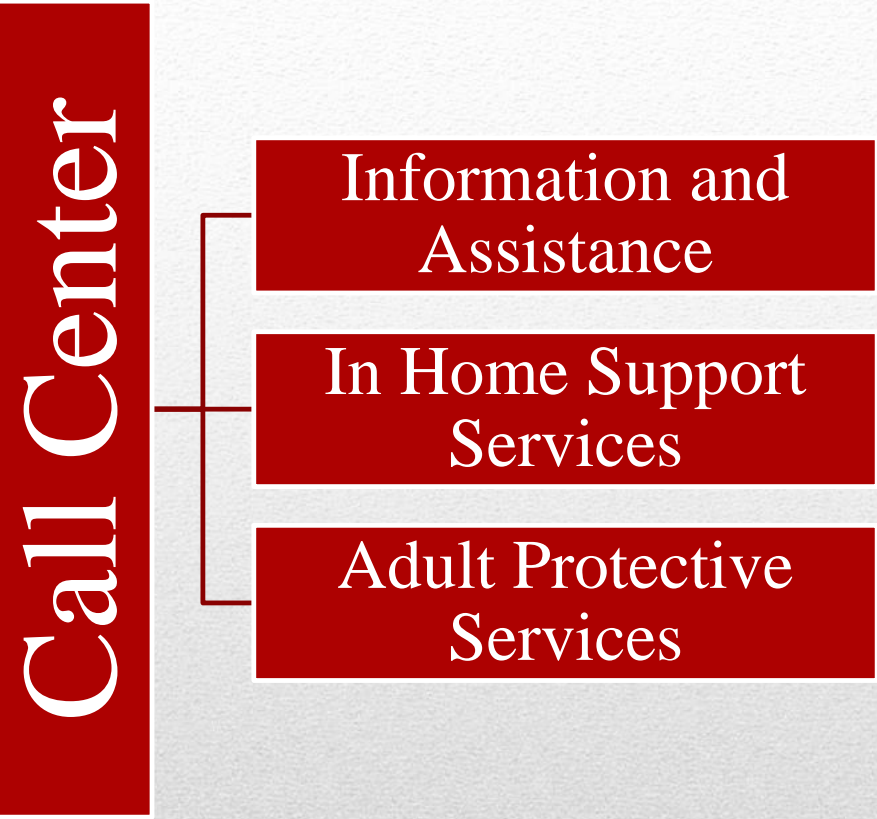 Call Center
Information and
Assistance
In Home Support
Services
Adult Protective
Services